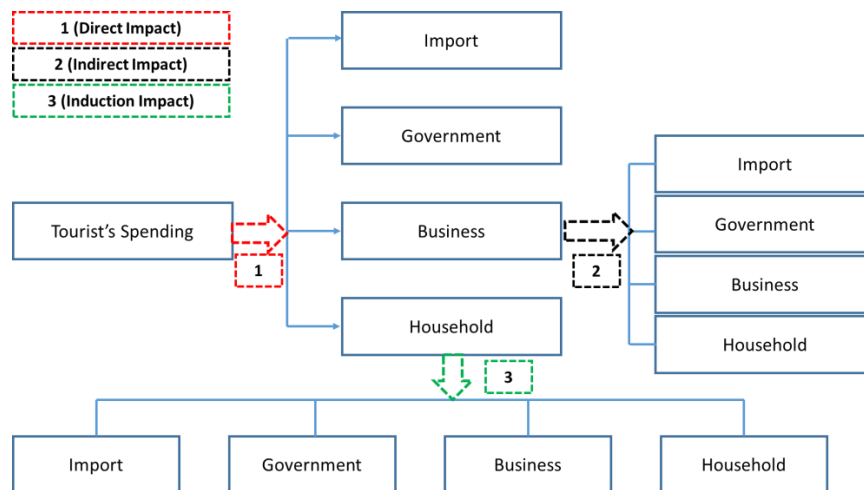 1 (Direct Impact)
2 (Indirect Impact)
3 (Induction Impact)
Import
Government
Tourist's Spending
Business
Household
1
2
3
Import
Government
Business
Household
Import
Government
Business
Household